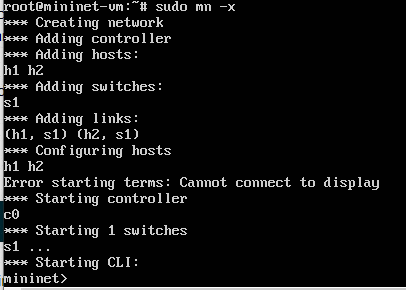 root@mininet-vm:~# sudo mn -x
*** Creating network
*** Adding controller
*** Adding hosts:
h1 h2
*** Adding switches:
s1
*** Adding links:
(h1, s1) (h2, s1)
*** Configuring hosts
h1 h2
Error starting terms: Cannot connect to display
*** Starting controller
c0
*** Starting 1 switches
s1 ...
*** Starting CLI:
mininet>